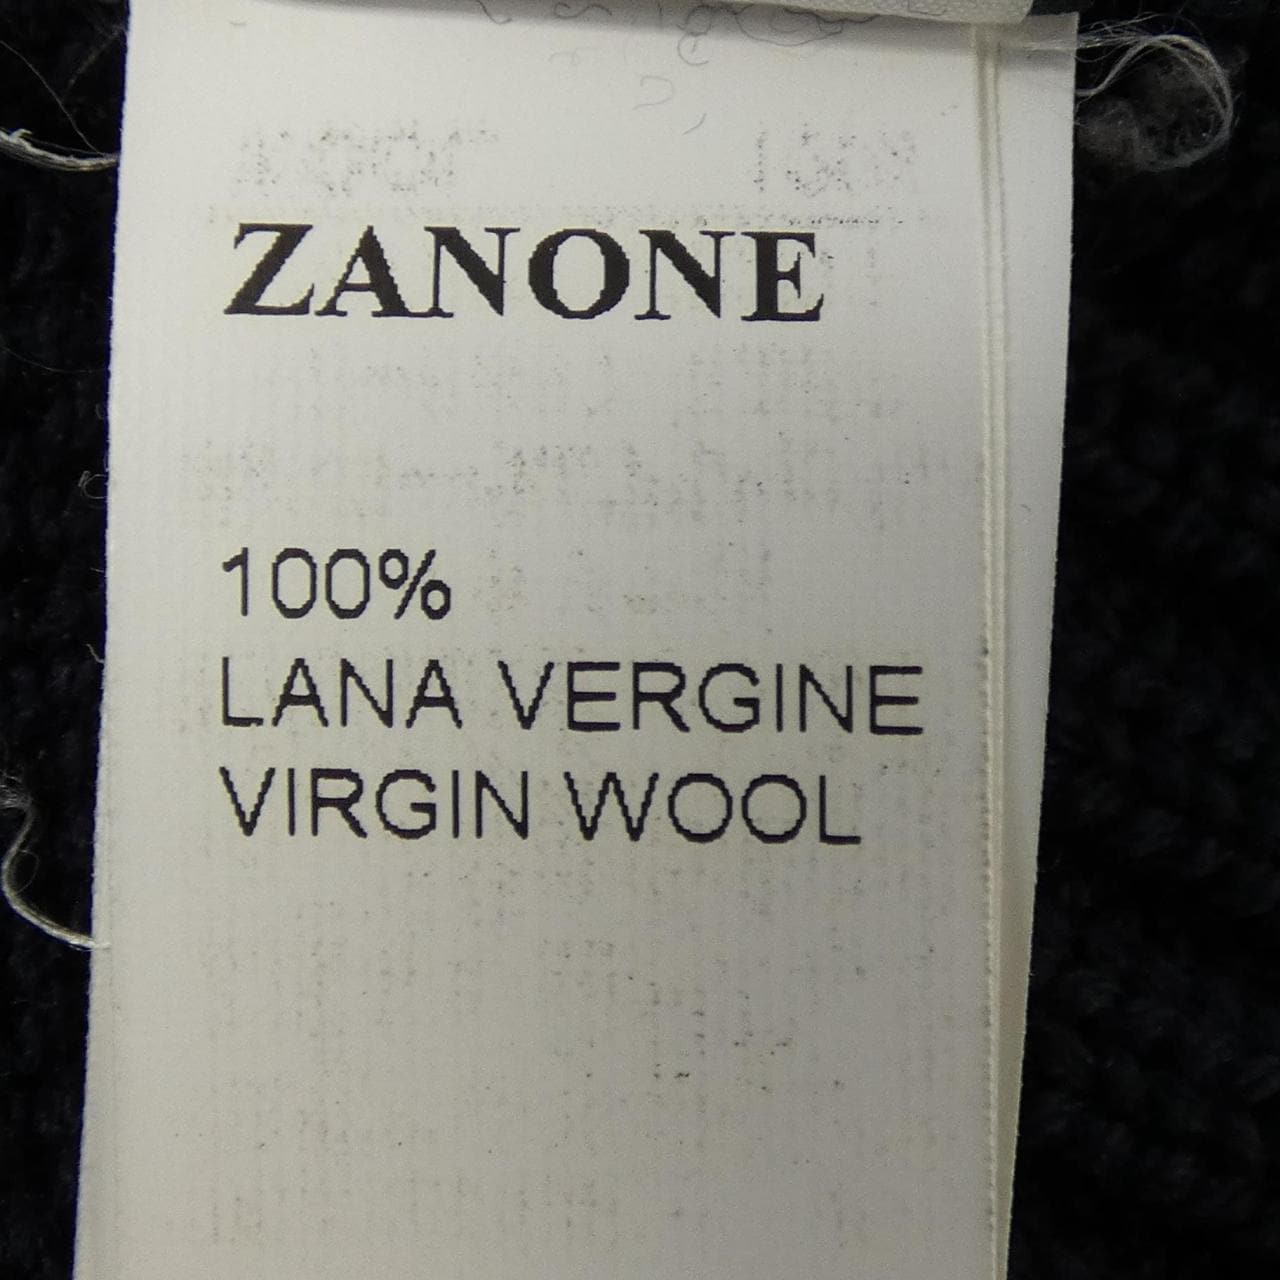 ZANONE
100%
LANA VERGINE
VIRGIN WOOL